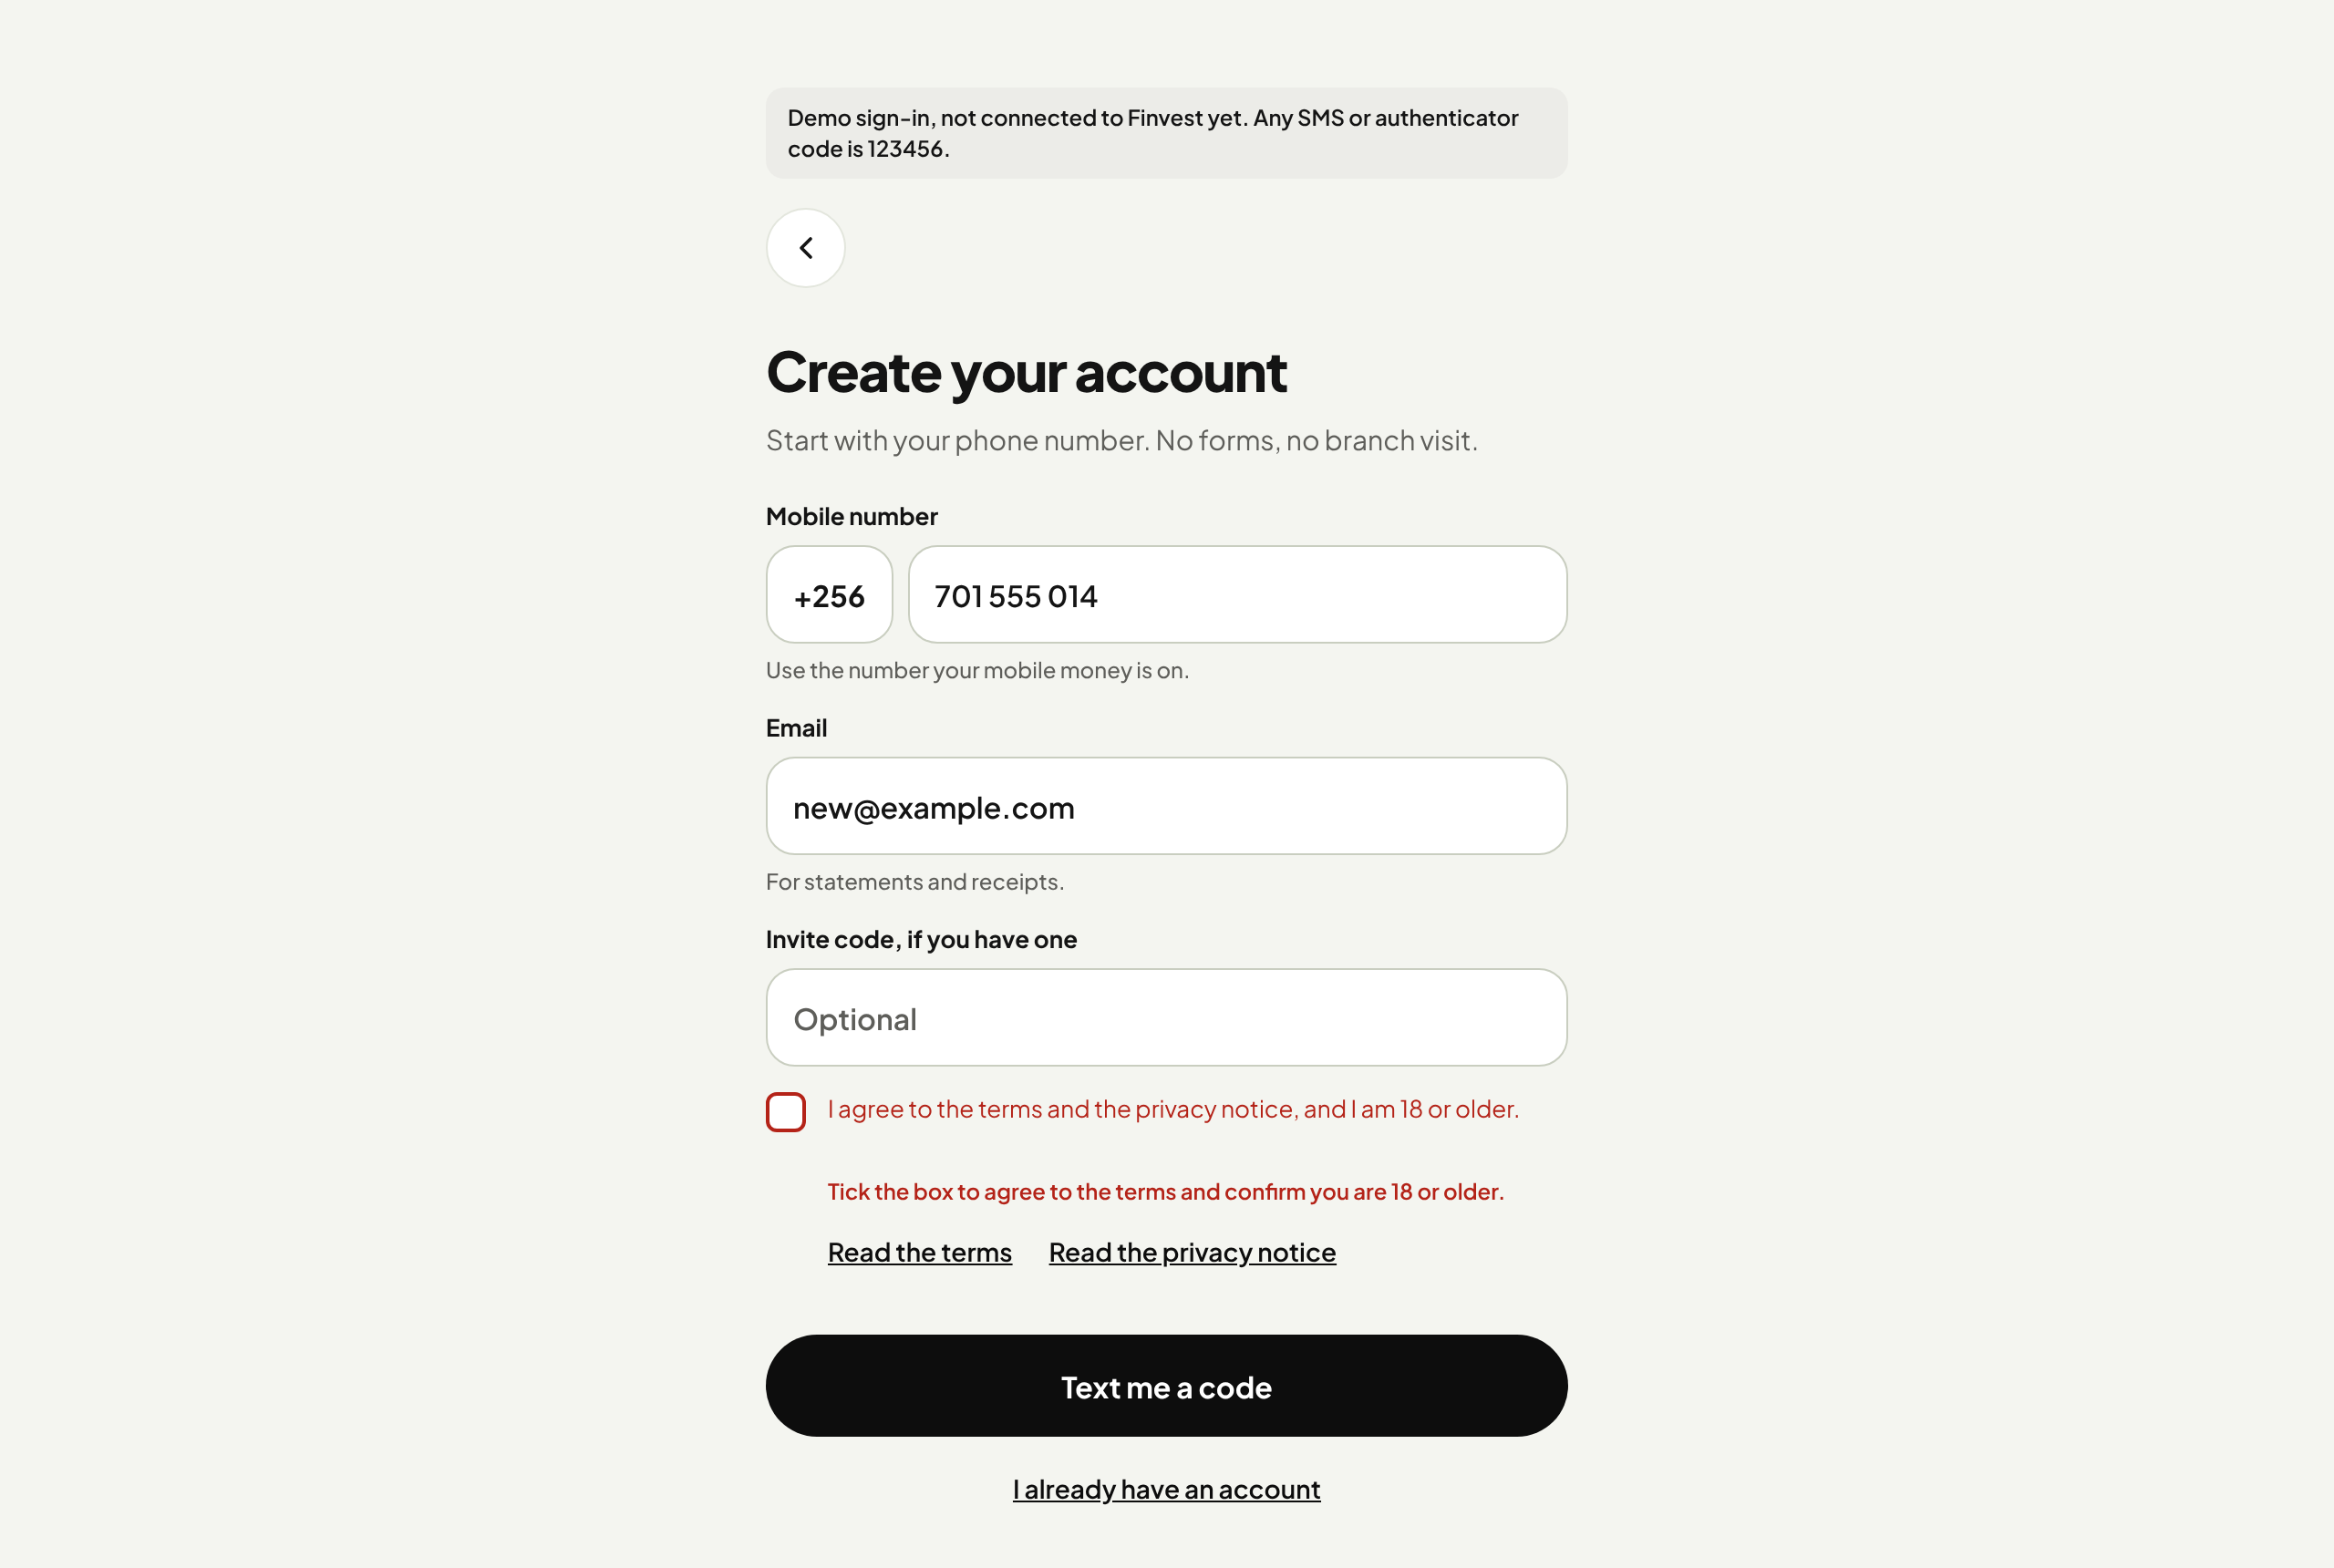 Demo sign-in, not connected to Finvest yet. Any SMS or authenticator
code is 123456.
Create your account
Start with your phone number. No forms, no branch visit.
Mobile number
+256 701 555 014
Use the number your mobile money is on.
Email
new@example.com
For statements and receipts.
Invite code, if you have one
Optional
I agree to the terms and the privacy notice, and I am 18 or older.
Tick the box to agree to the terms and confirm you are 18 or older.
Read the terms Read the privacy notice
Text me a code
I already have an account